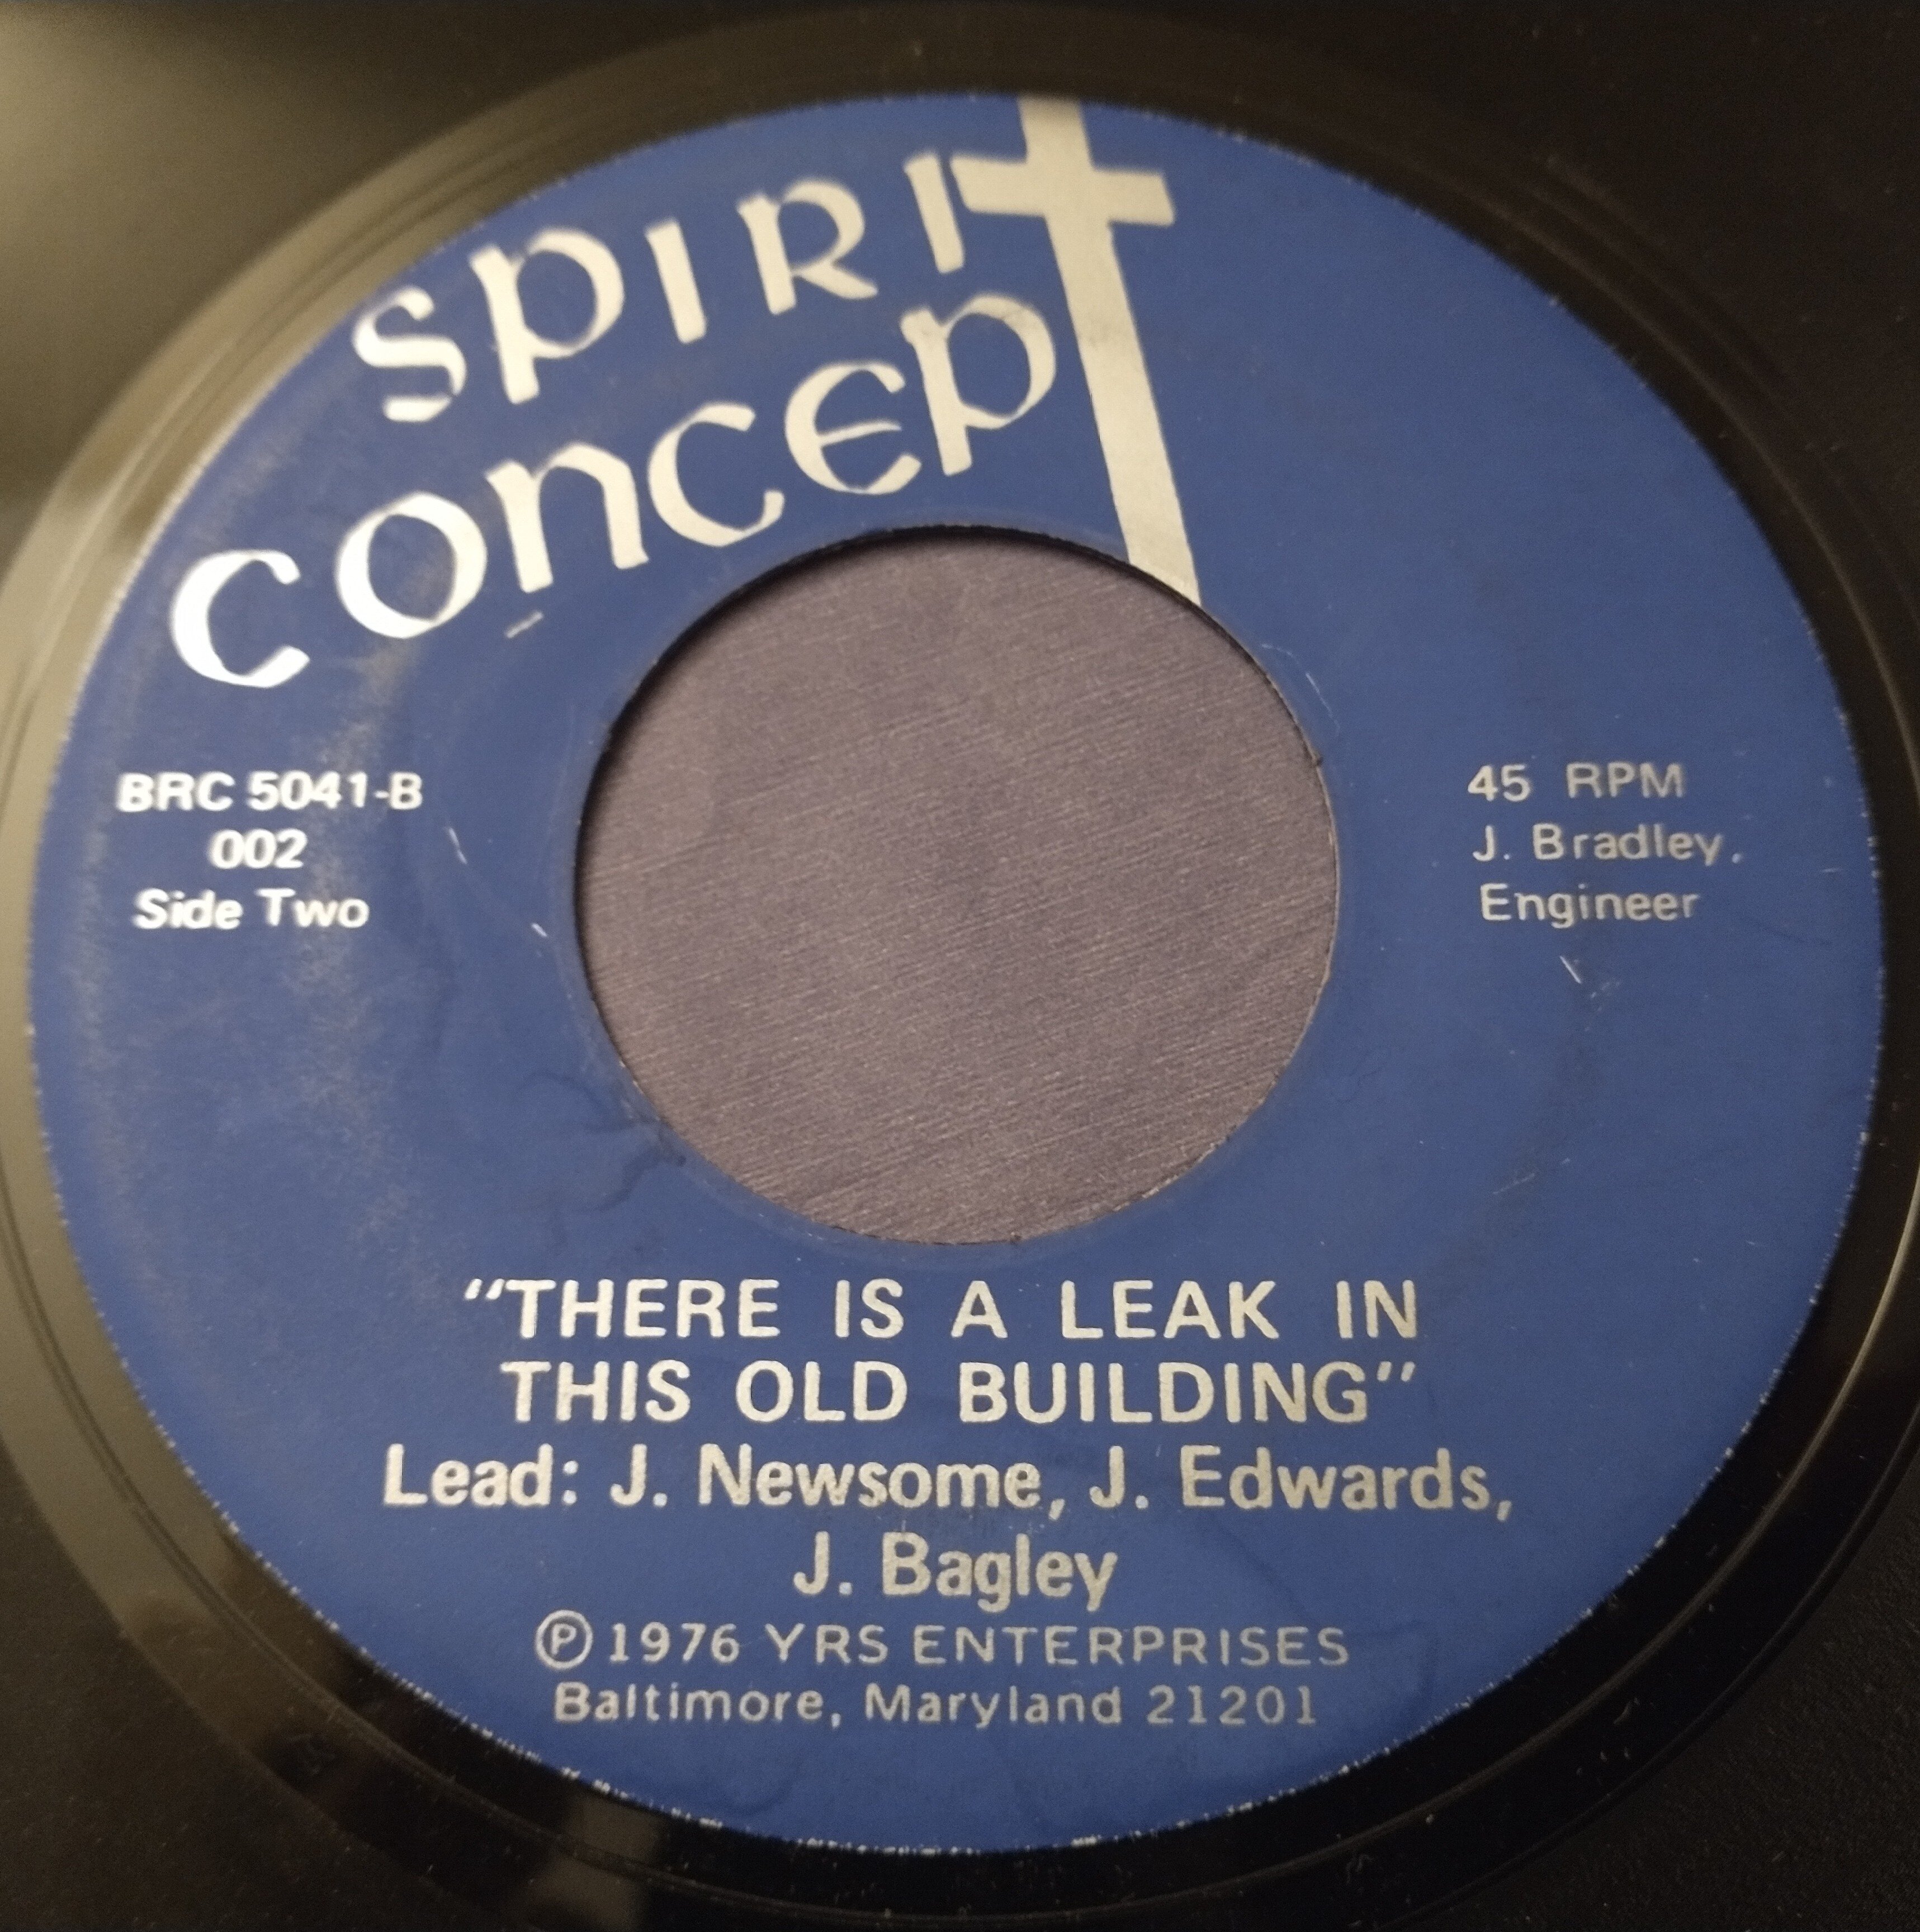 SPIRIT
CONCEPT
BRC 5041-B
002
Side Two
45 RPM
J. Bradley.
Engineer
"THERE IS A LEAK IN
THIS OLD BUILDING"
Lead: J. Newsome, J. Edwards,
J. Bagley
℗ 1976 YRS ENTERPRISES
Baltimore, Maryland 21201